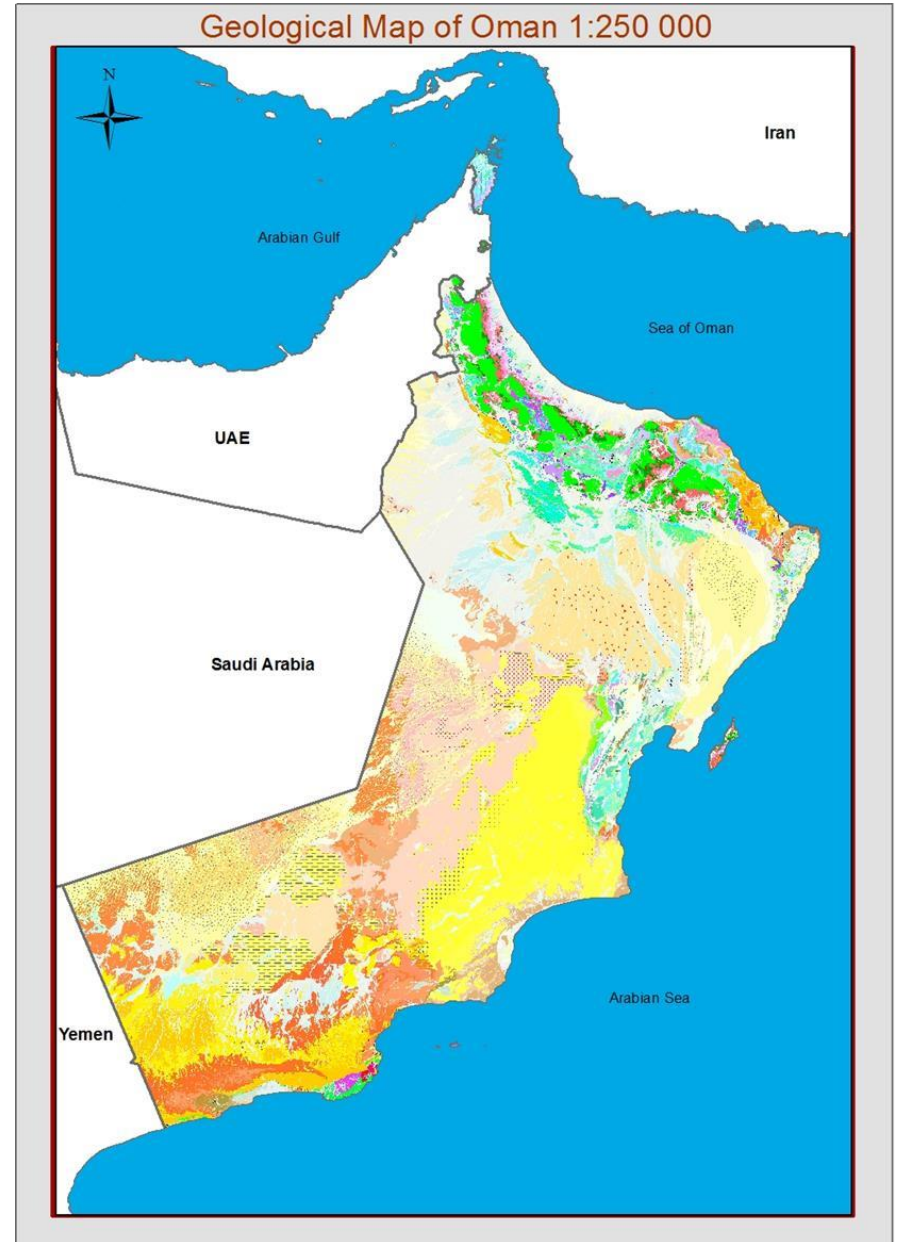 Geological Map of Oman 1:250 000
N
Iran
Arabian Gulf
Sea of Oman
UAE
Saudi Arabia
Arabian Sea
Yemen